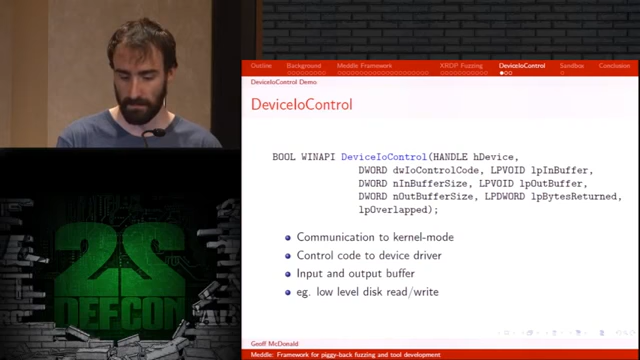 Outline Background Meddle Framework XRDP Fuzzing DeviceIoControl Sandbox Conclusion
DeviceIoControl Demo
DeviceIoControl
BOOL WINAPI DeviceIoControl(HANDLE hDevice,
DWORD dwIoControlCode, LPVOID lpInBuffer,
DWORD nInBufferSize, LPVOID lpOutBuffer,
DWORD nOutBufferSize, LPDWORD lpBytesReturned,
lpOverlapped);
Communication to kernel-mode
Control code to device driver
Input and output buffer
eg. low level disk read/write
Geoff McDonald
Meddle: Framework for piggy-back fuzzing and tool development
22
DEFCON